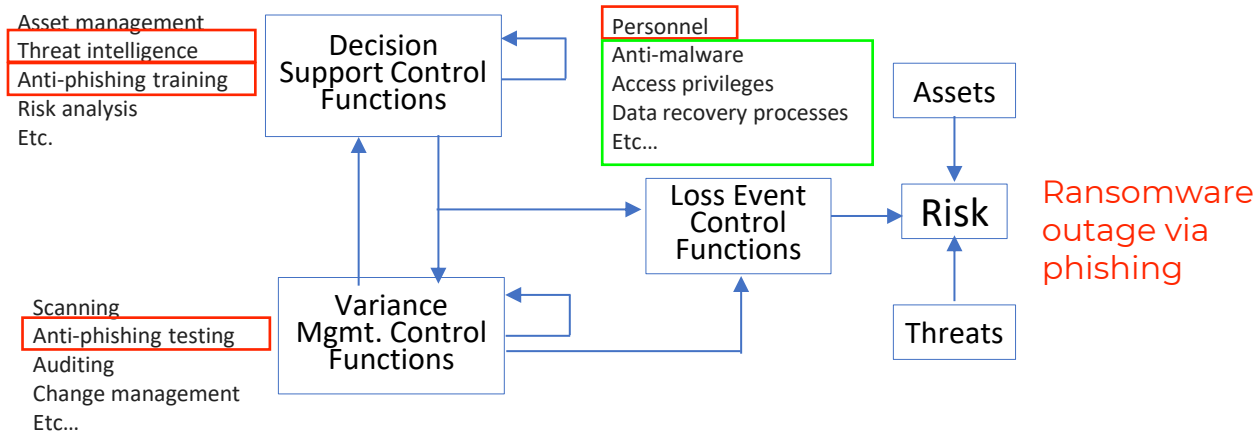 Asset management
Threat intelligence
Anti-phishing training
Risk analysis
Etc.
Decision
Support Control
Functions
Personnel
Anti-malware
Access privileges
Data recovery processes
Etc...
Assets
Loss Event
Control
Functions
Risk
Ransomware
outage via
phishing
Scanning
Anti-phishing testing
Auditing
Change management
Etc...
Variance
Mgmt. Control
Functions
Threats